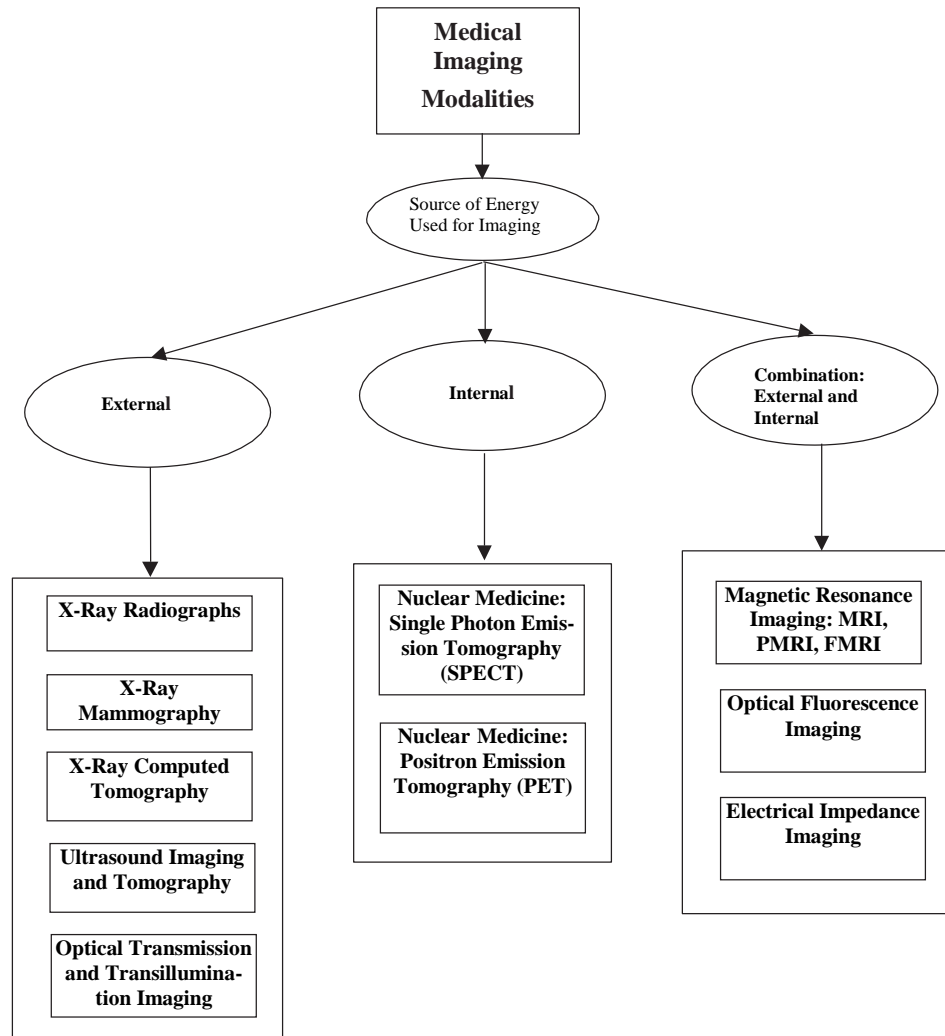 Medical
Imaging
Modalities
Source of Energy
Used for Imaging
External
Internal
Combination:
External and
Internal
X-Ray Radiographs
X-Ray
Mammography
X-Ray Computed
Tomography
Ultrasound Imaging
and Tomography
Optical Transmission
and Transillumina-
tion Imaging
Nuclear Medicine:
Single Photon Emis-
sion Tomography
(SPECT)
Nuclear Medicine:
Positron Emission
Tomography (PET)
Magnetic Resonance
Imaging: MRI,
PMRI, FMRI
Optical Fluorescence
Imaging
Electrical Impedance
Imaging